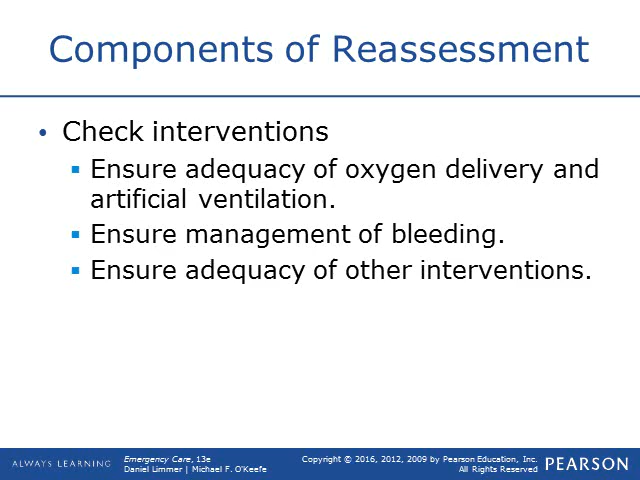 Components of Reassessment
• Check interventions
▪ Ensure adequacy of oxygen delivery and
artificial ventilation.
▪ Ensure management of bleeding.
▪ Ensure adequacy of other interventions.
ALWAYS LEARNING
Emergency Care, 13e
Daniel Limmer | Michael F. O'Keefe
Copyright © 2016, 2012, 2009 by Pearson Education, Inc.
All Rights Reserved
PEARSON